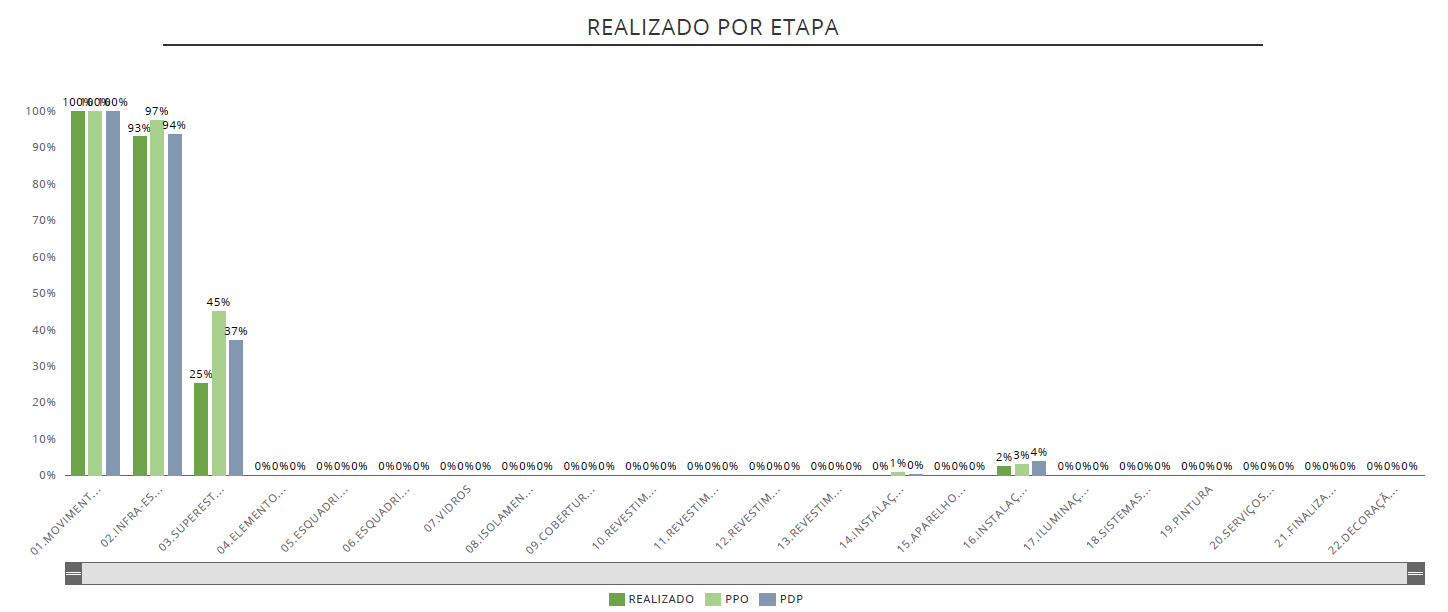 REALIZADO POR ETAPA
100%
90%
80%
70%
60%
50%
40%
30%
20%
10%
0%
100% 100% 100%
93% 97% 94%
25% 45% 37%
0% 0% 0%
0% 0% 0%
0% 0% 0%
0% 0% 0%
0% 0% 0%
0% 0% 0%
0% 0% 0%
0% 0% 0%
0% 0% 0%
0% 0% 0%
0% 1% 0%
0% 0% 0%
2% 3% 4%
0% 0% 0%
0% 0% 0%
0% 0% 0%
0% 0% 0%
0% 0% 0%
0% 0% 0%
01.MOVIMENT...
02.INFRA-ES...
03.SUPEREST...
04.ELEMENTO...
05.ESQUADRI...
06.ESQUADRI...
07.VIDROS
08.ISOLAMEN...
09.COBERTUR...
10.REVESTIM...
11.REVESTIM...
12.REVESTIM...
13.REVESTIM...
14.INSTALAÇ...
15.APARELHO...
16.INSTALAÇ...
17.ILUMINAÇ...
18.SISTEMAS...
19.PINTURA
20.SERVIÇOS...
21.FINALIZA...
22.DECORAÇÃ...
REALIZADO PPO PDP